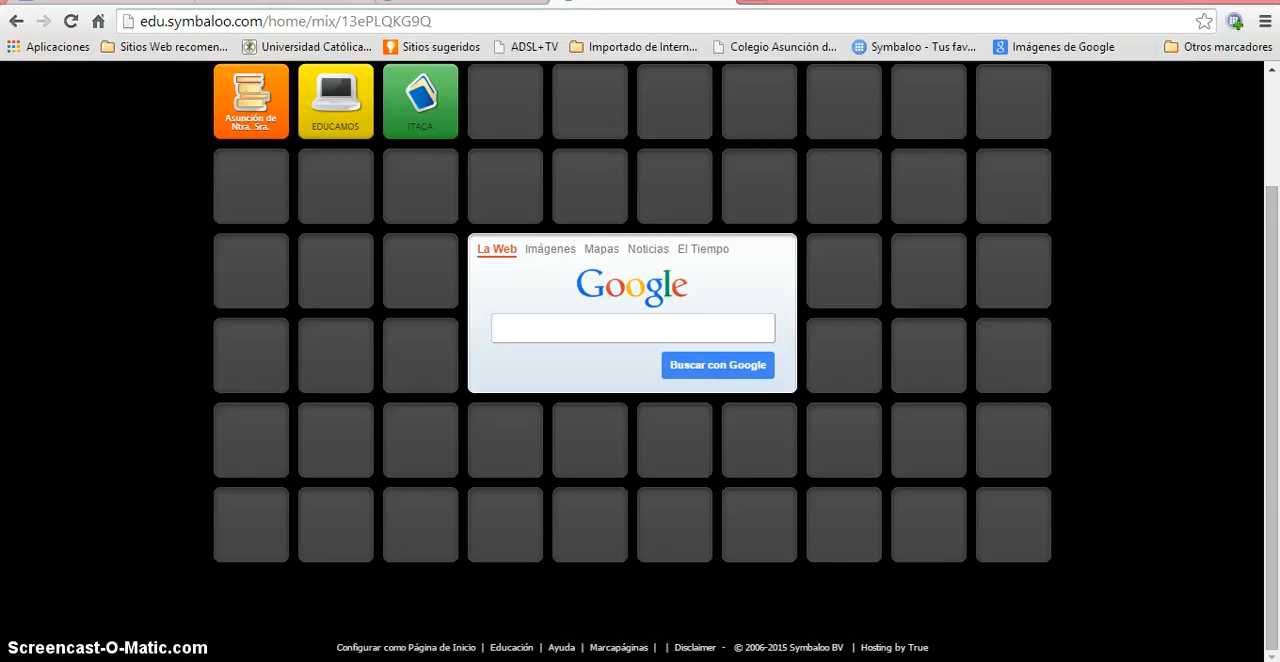 edu.symbaloo.com/home/mix/13ePLQKG9Q
Aplicaciones Sitios Web recomen... Universidad Católica... Sitios sugeridos ADSL+TV Importado de Intern... Colegio Asunción d... Symbaloo - Tus fav... Imágenes de Google Otros marcadores
Asunción de
Ntra. Sra.
EDUCAMOS
ITACA
La Web Imágenes Mapas Noticias El Tiempo
Google
Buscar con Google
Screencast-O-Matic.com
Configurar como Página de Inicio | Educación | Ayuda | Marcapáginas | | Disclaimer - © 2006-2015 Symbaloo BV | Hosting by True